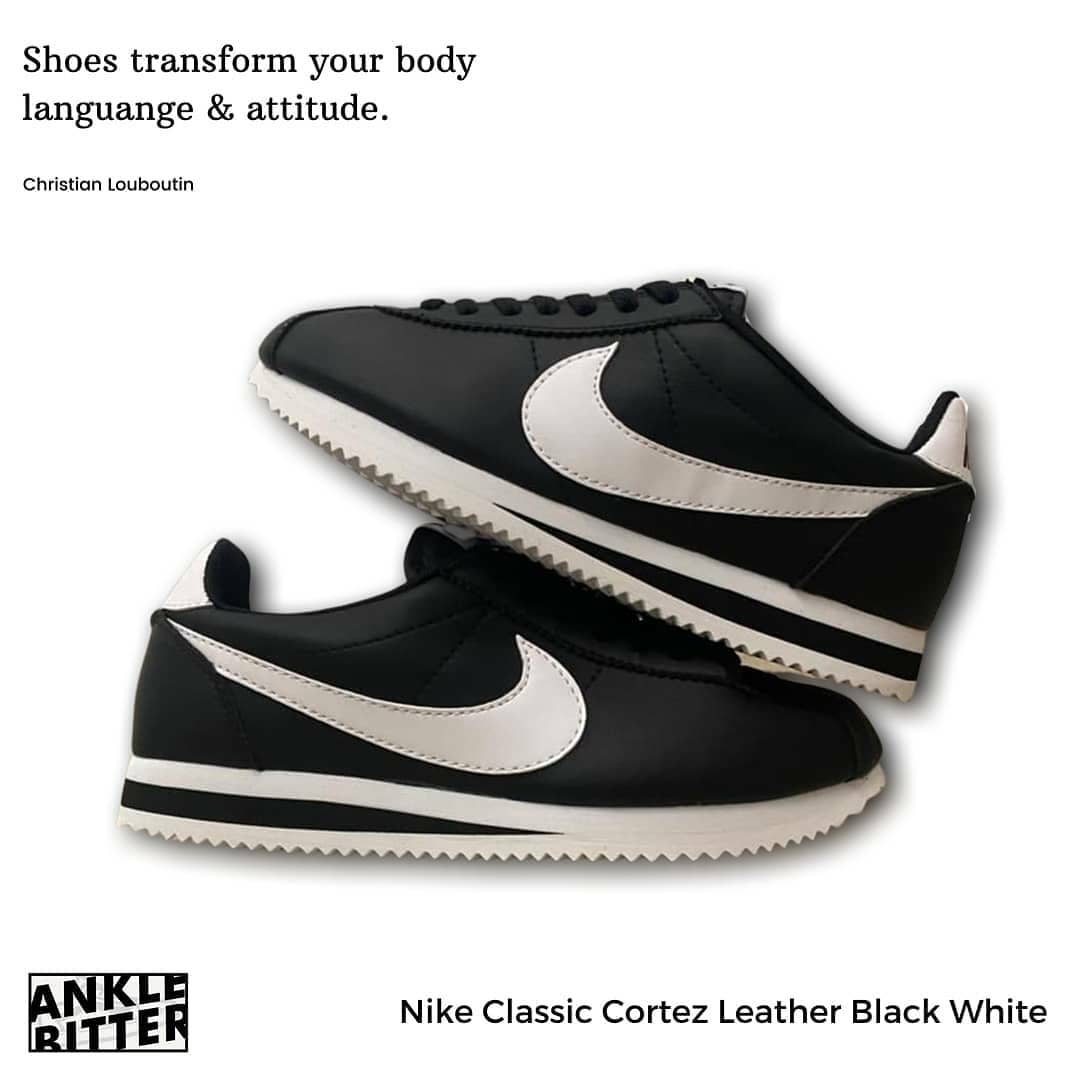 Shoes transform your body
languange & attitude.
Christian Louboutin
ANKLE
BITTER
Nike Classic Cortez Leather Black White